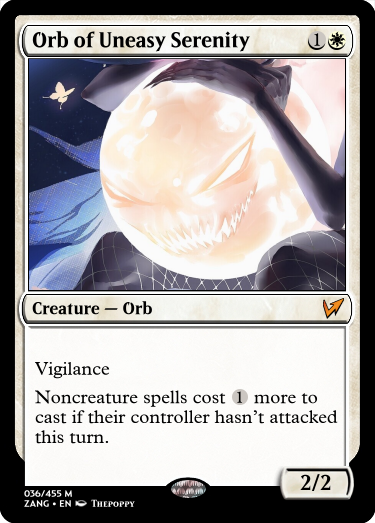 Orb of Uneasy Serenity 1
Creature — Orb
Vigilance
Noncreature spells cost 1 more to
cast if their controller hasn't attacked
this turn.
2/2
036/455 M
ZANG • EN Thepoppy